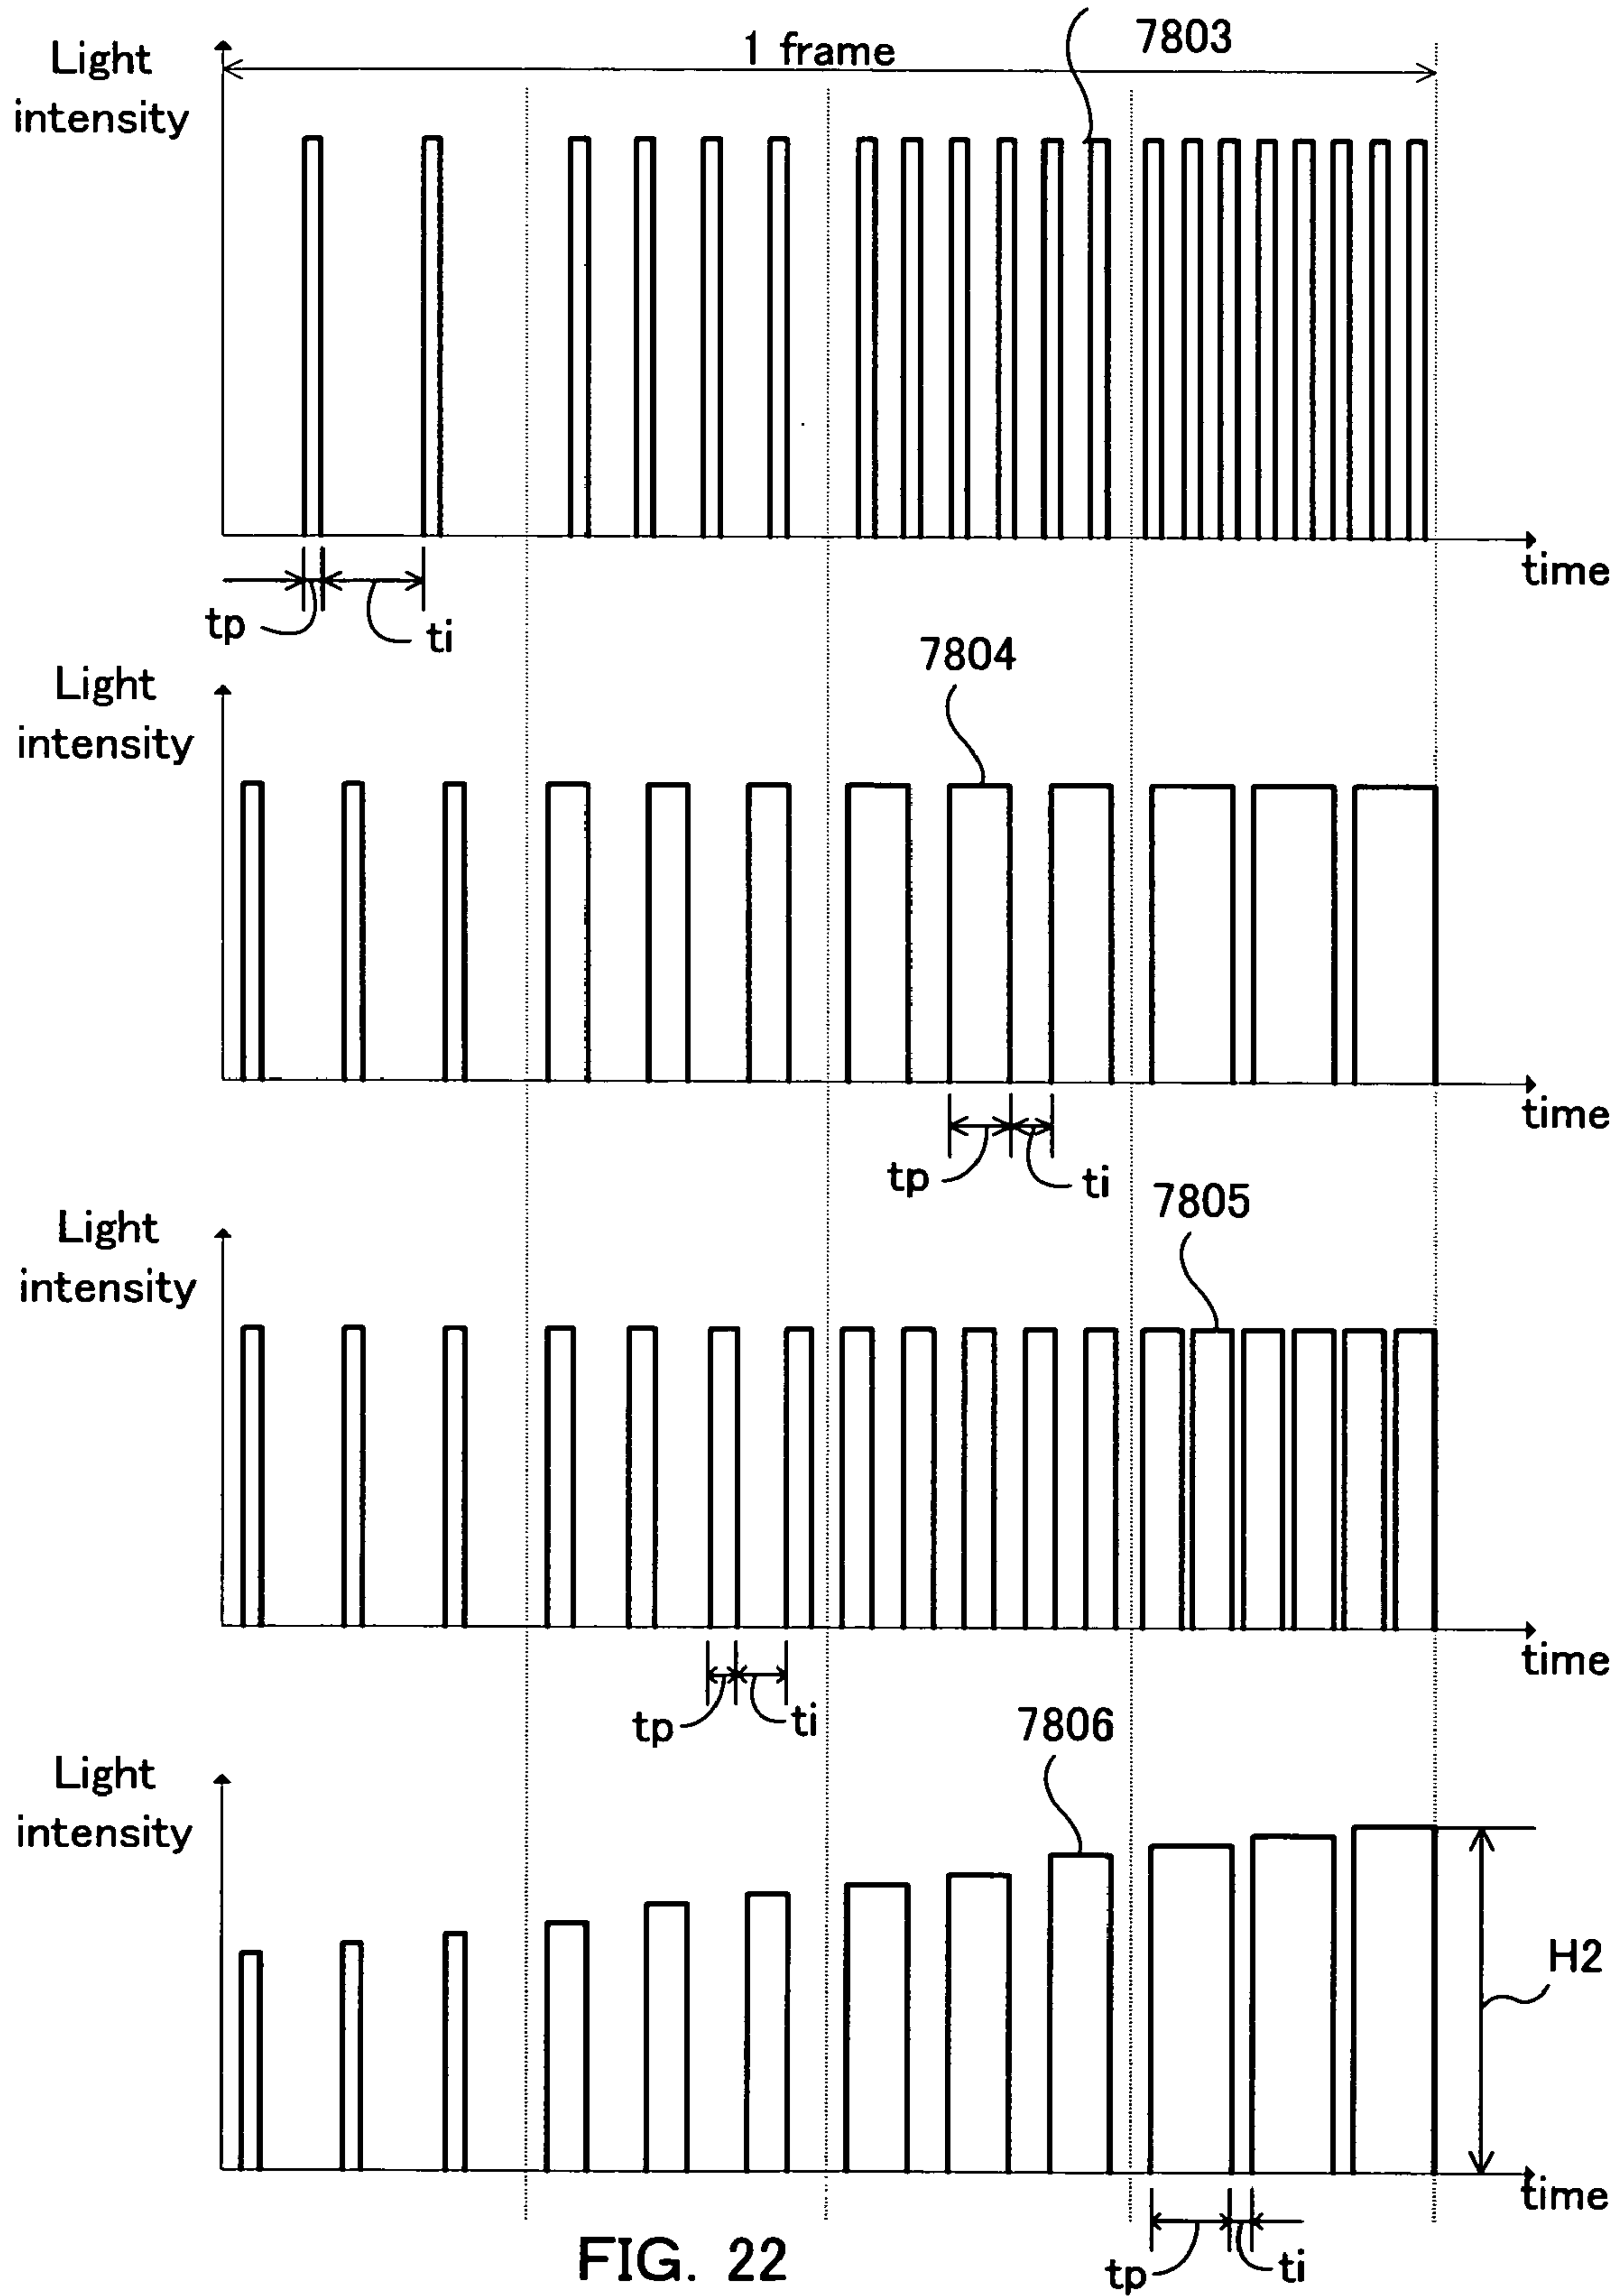 7803
1 frame
Light
intensity
time
tp
ti
7804
Light
intensity
time
tp
ti
7805
Light
intensity
time
tp
ti
7806
Light
intensity
H2
time
tp
ti
FIG. 22